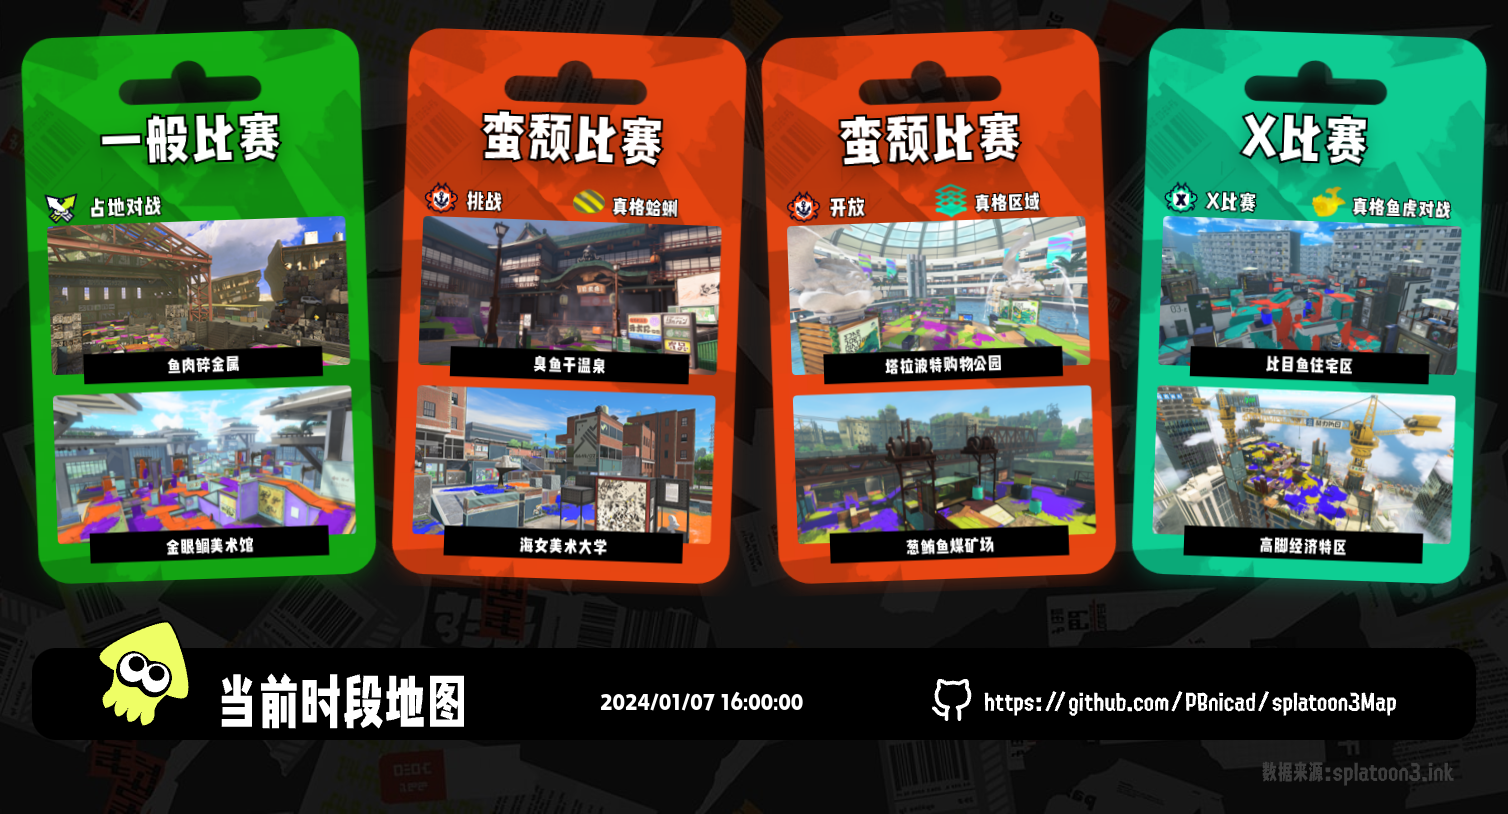 一般比赛
占地对战
鱼肉碎金属
金眼鲷美术馆
蛮颓比赛
挑战
真格蛤蜊
臭鱼干温泉
海女美术大学
蛮颓比赛
开放
真格区域
塔拉波特购物公园
葱鲔鱼煤矿场
X比赛
X比赛
真格鱼虎对战
比目鱼住宅区
高脚经济特区
当前时段地图
2024/01/07 16:00:00
https://github.com/PBnicad/splatoon3Map
数据来源:splatoon3.ink